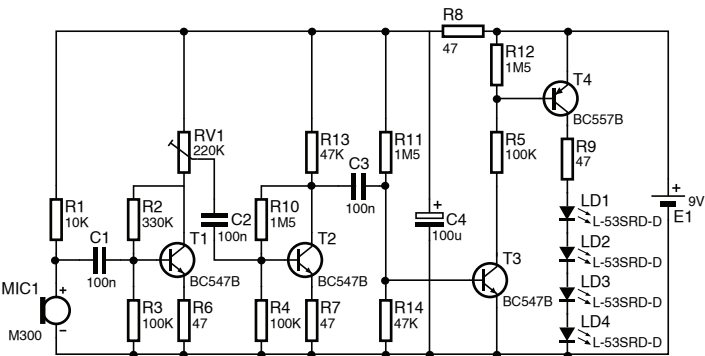 R8
47
R12
1M5
T4
BC557B
RV1
220K
R13
47K
R11
1M5
R5
100K
R9
47
C3
100n
+
9V
E1
R1
10K
R2
330K
C2
100n
R10
1M5
+
C4
100u
LD1
L-53SRD-D
C1
100n
T1
BC547B
T2
BC547B
T3
BC547B
LD2
L-53SRD-D
MIC1
+
M300
–
R3
100K
R6
47
R4
100K
R7
47
R14
47K
LD3
L-53SRD-D
LD4
L-53SRD-D